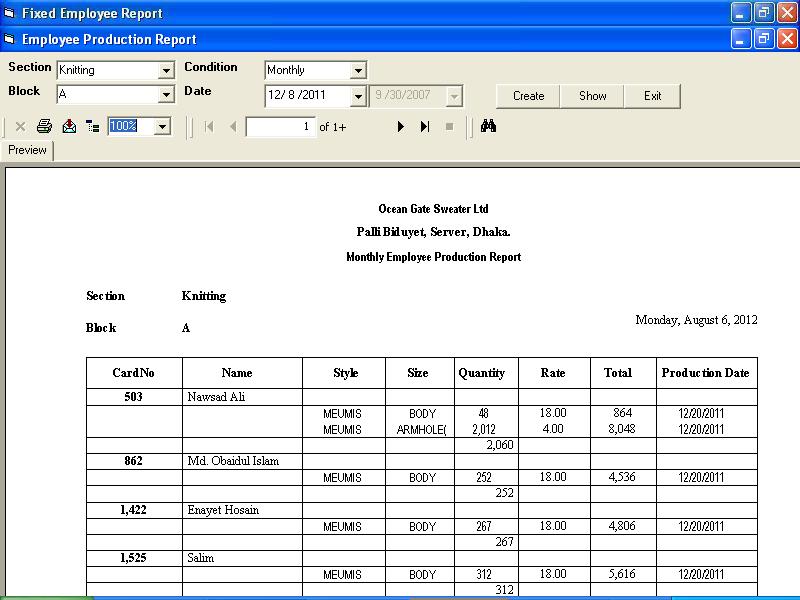 Fixed Employee Report
Employee Production Report
Section Knitting Condition Monthly
Block A Date 12/ 8 /2011 9 /30/2007 Create Show Exit
100% 1 of 1+
Preview
Ocean Gate Sweater Ltd
Palli Biduyet, Server, Dhaka.
Monthly Employee Production Report
Section Knitting
Monday, August 6, 2012
Block A
CardNo Name Style Size Quantity Rate Total Production Date
503 Nawsad Ali
MEUMIS BODY 48 18.00 864 12/20/2011
MEUMIS ARMHOLE( 2,012 4.00 8,048 12/20/2011
2,060
862 Md. Obaidul Islam
MEUMIS BODY 252 18.00 4,536 12/20/2011
252
1,422 Enayet Hosain
MEUMIS BODY 267 18.00 4,806 12/20/2011
267
1,525 Salim
MEUMIS BODY 312 18.00 5,616 12/20/2011
312